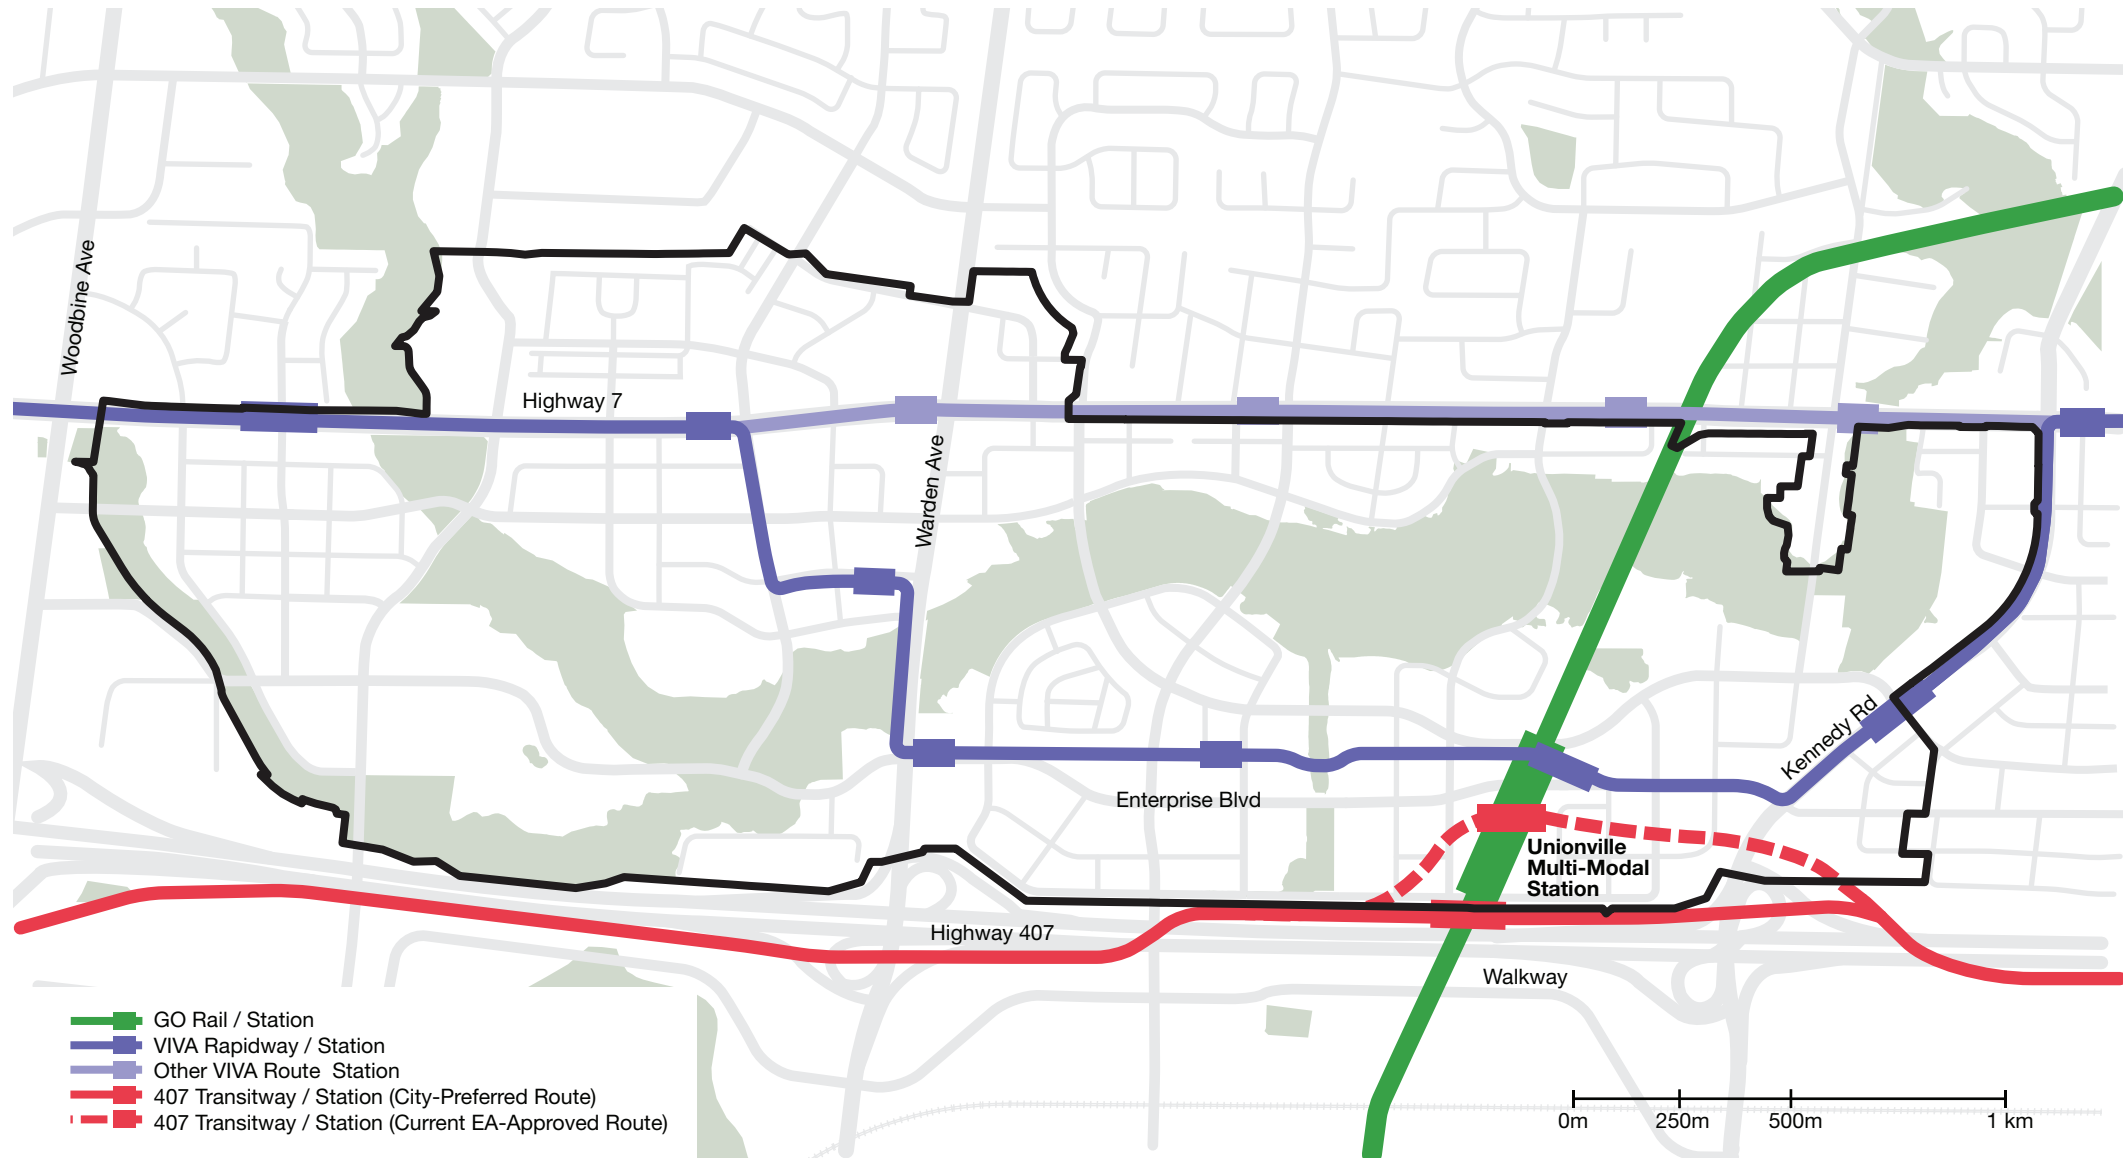 Woodbine Ave
Highway 7
Warden Ave
Kennedy Rd
Enterprise Blvd
Unionville
Multi-Modal
Station
Highway 407
Walkway
GO Rail / Station
VIVA Rapidway / Station
Other VIVA Route Station
407 Transitway / Station (City-Preferred Route)
407 Transitway / Station (Current EA-Approved Route)
0m 250m 500m 1 km